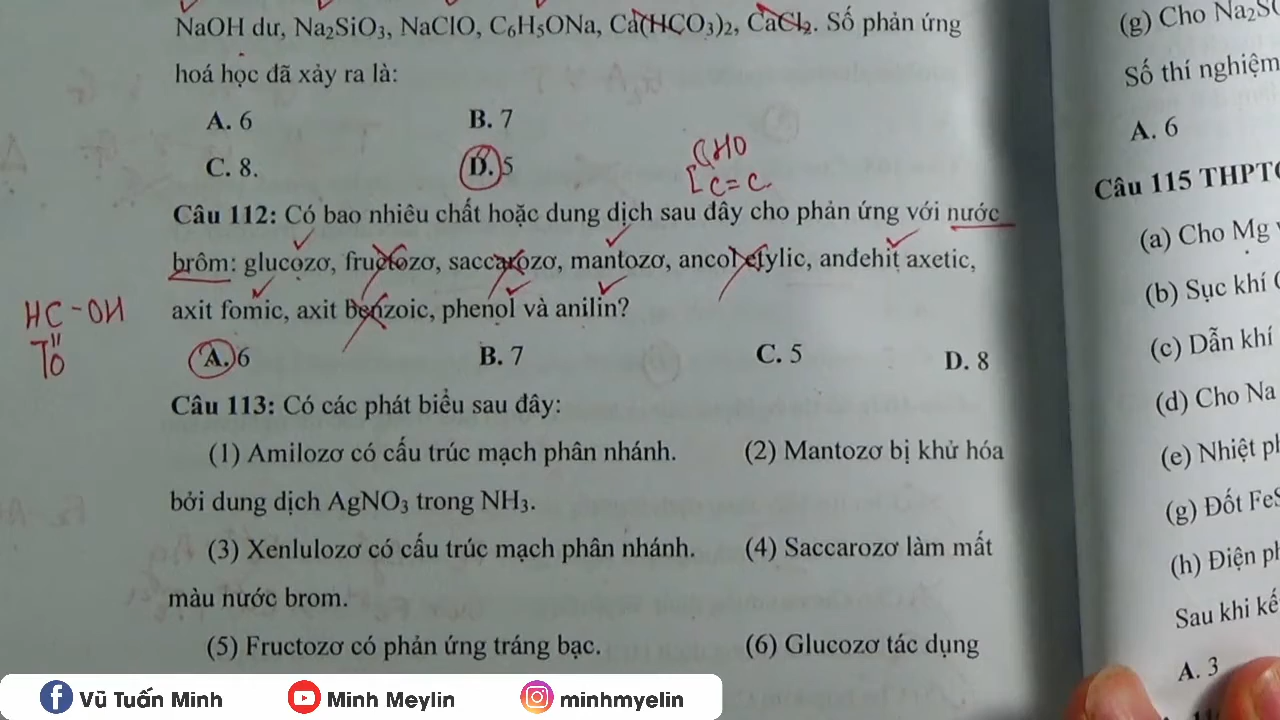 NaOH dư, Na₂SiO₃, NaClO, C₆H₅ONa, Ca(HCO₃)₂, CaCl₂. Số phản ứng
hoá học đã xảy ra là:
A. 6 B. 7
C. 8. D. 5
CHO
C=C
Câu 112: Có bao nhiêu chất hoặc dung dịch sau đây cho phản ứng với nước
brôm: glucozơ, fructozơ, saccarozơ, mantozơ, ancol etylic, anđehit axetic,
axit fomic, axit benzoic, phenol và anilin?
HC-OH
O
A. 6 B. 7 C. 5 D. 8
Câu 113: Có các phát biểu sau đây:
(1) Amilozơ có cấu trúc mạch phân nhánh. (2) Mantozơ bị khử hóa
bởi dung dịch AgNO₃ trong NH₃.
(3) Xenlulozơ có cấu trúc mạch phân nhánh. (4) Saccarozơ làm mất
màu nước brom.
(5) Fructozơ có phản ứng tráng bạc. (6) Glucozơ tác dụng
(g) Cho Na₂S
Số thí nghiệm
A. 6
Câu 115 THPT
(a) Cho Mg
(b) Sục khí
(c) Dẫn khí
(d) Cho Na
(e) Nhiệt
(g) Đốt FeS
(h) Điện
Sau khi
A. 3
Vũ Tuấn Minh Minh Meylin minhmyelin